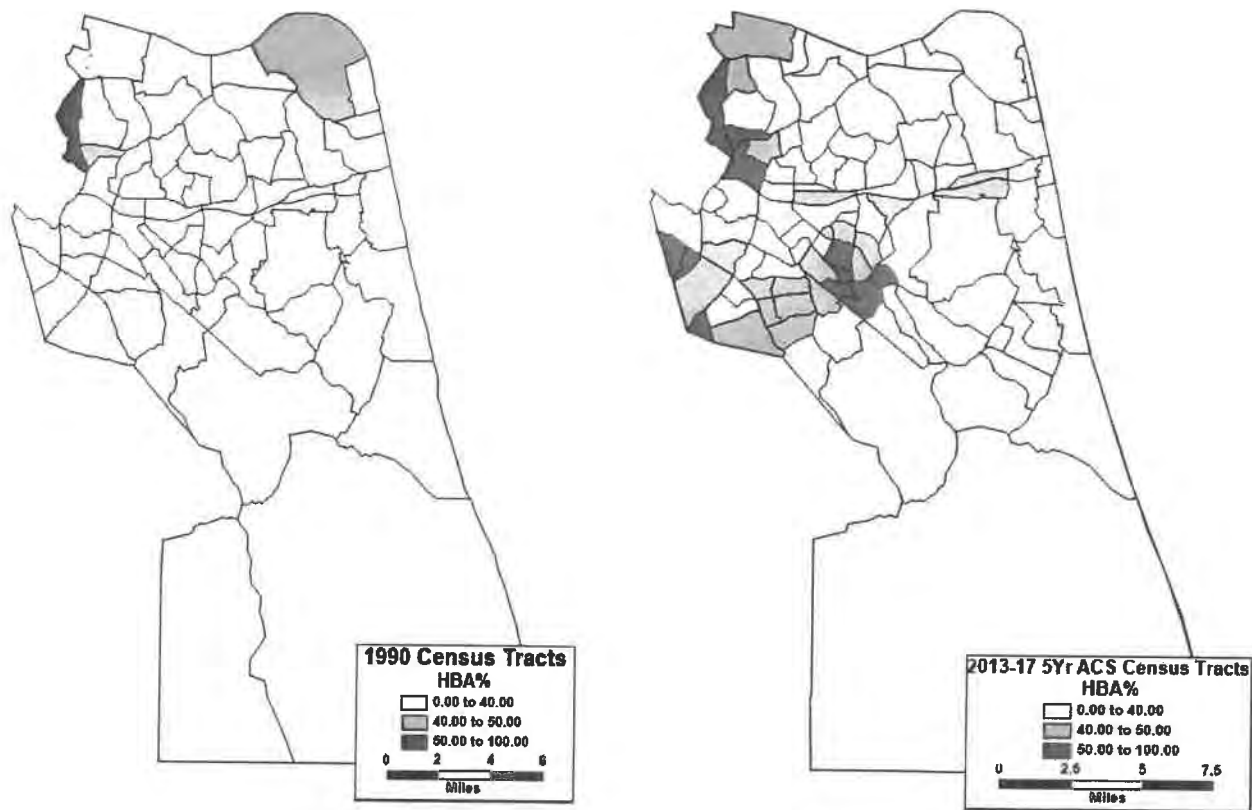 1990 Census Tracts
HBA%
0.00 to 40.00
40.00 to 50.00
50.00 to 100.00
0 2 4 6
Miles
2013-17 5Yr ACS Census Tracts
HBA%
0.00 to 40.00
40.00 to 50.00
50.00 to 100.00
0 2.5 5 7.5
Miles